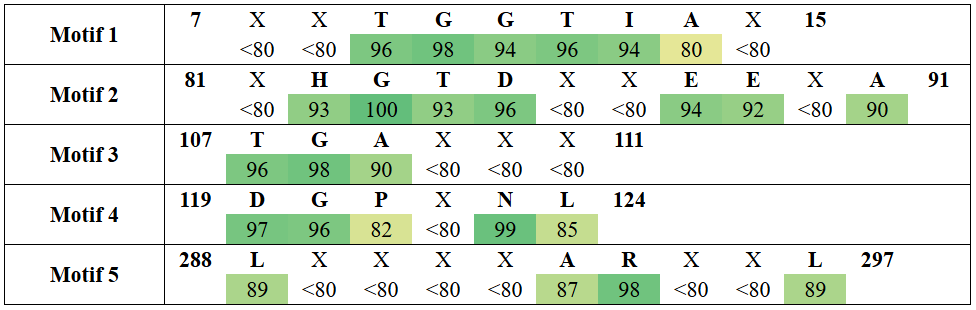 Motif 1 7 X X T G G T I A X 15
<80 <80 96 98 94 96 94 80 <80
Motif 2 81 X H G T D X X E E X A 91
<80 93 100 93 96 <80 <80 94 92 <80 90
Motif 3 107 T G A X X X 111
96 98 90 <80 <80 <80
Motif 4 119 D G P X N L 124
97 96 82 <80 99 85
Motif 5 288 L X X X X A R X X L 297
89 <80 <80 <80 <80 87 98 <80 <80 89